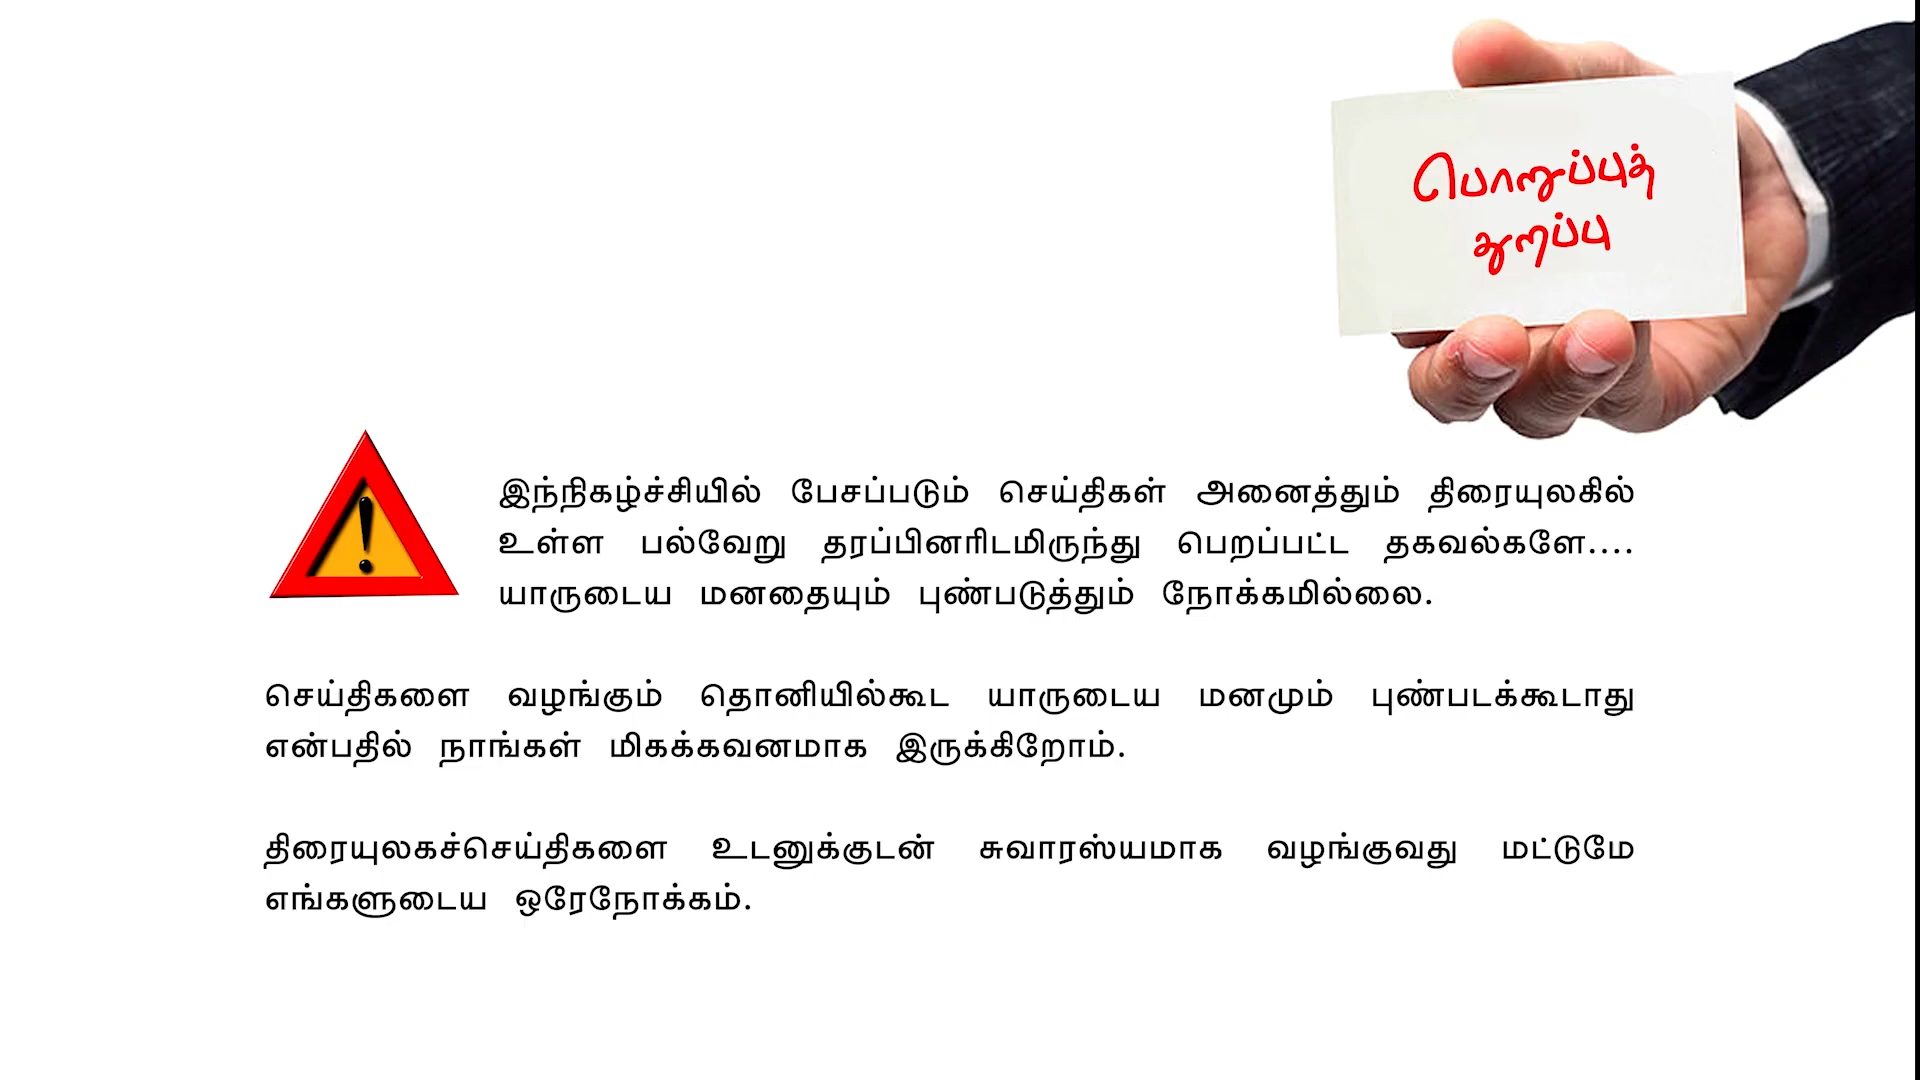 பொறுப்புத்
துறப்பு
இந்நிகழ்ச்சியில் பேசப்படும் செய்திகள் அனைத்தும் திரையுலகில்
உள்ள பல்வேறு தரப்பினரிடமிருந்து பெறப்பட்ட தகவல்களே....
யாருடைய மனதையும் புண்படுத்தும் நோக்கமில்லை.
செய்திகளை வழங்கும் தொனியில்கூட யாருடைய மனமும் புண்படக்கூடாது
என்பதில் நாங்கள் மிகக்கவனமாக இருக்கிறோம்.
திரையுலகச்செய்திகளை உடனுக்குடன் சுவாரஸ்யமாக வழங்குவது மட்டுமே
எங்களுடைய ஒரேநோக்கம்.